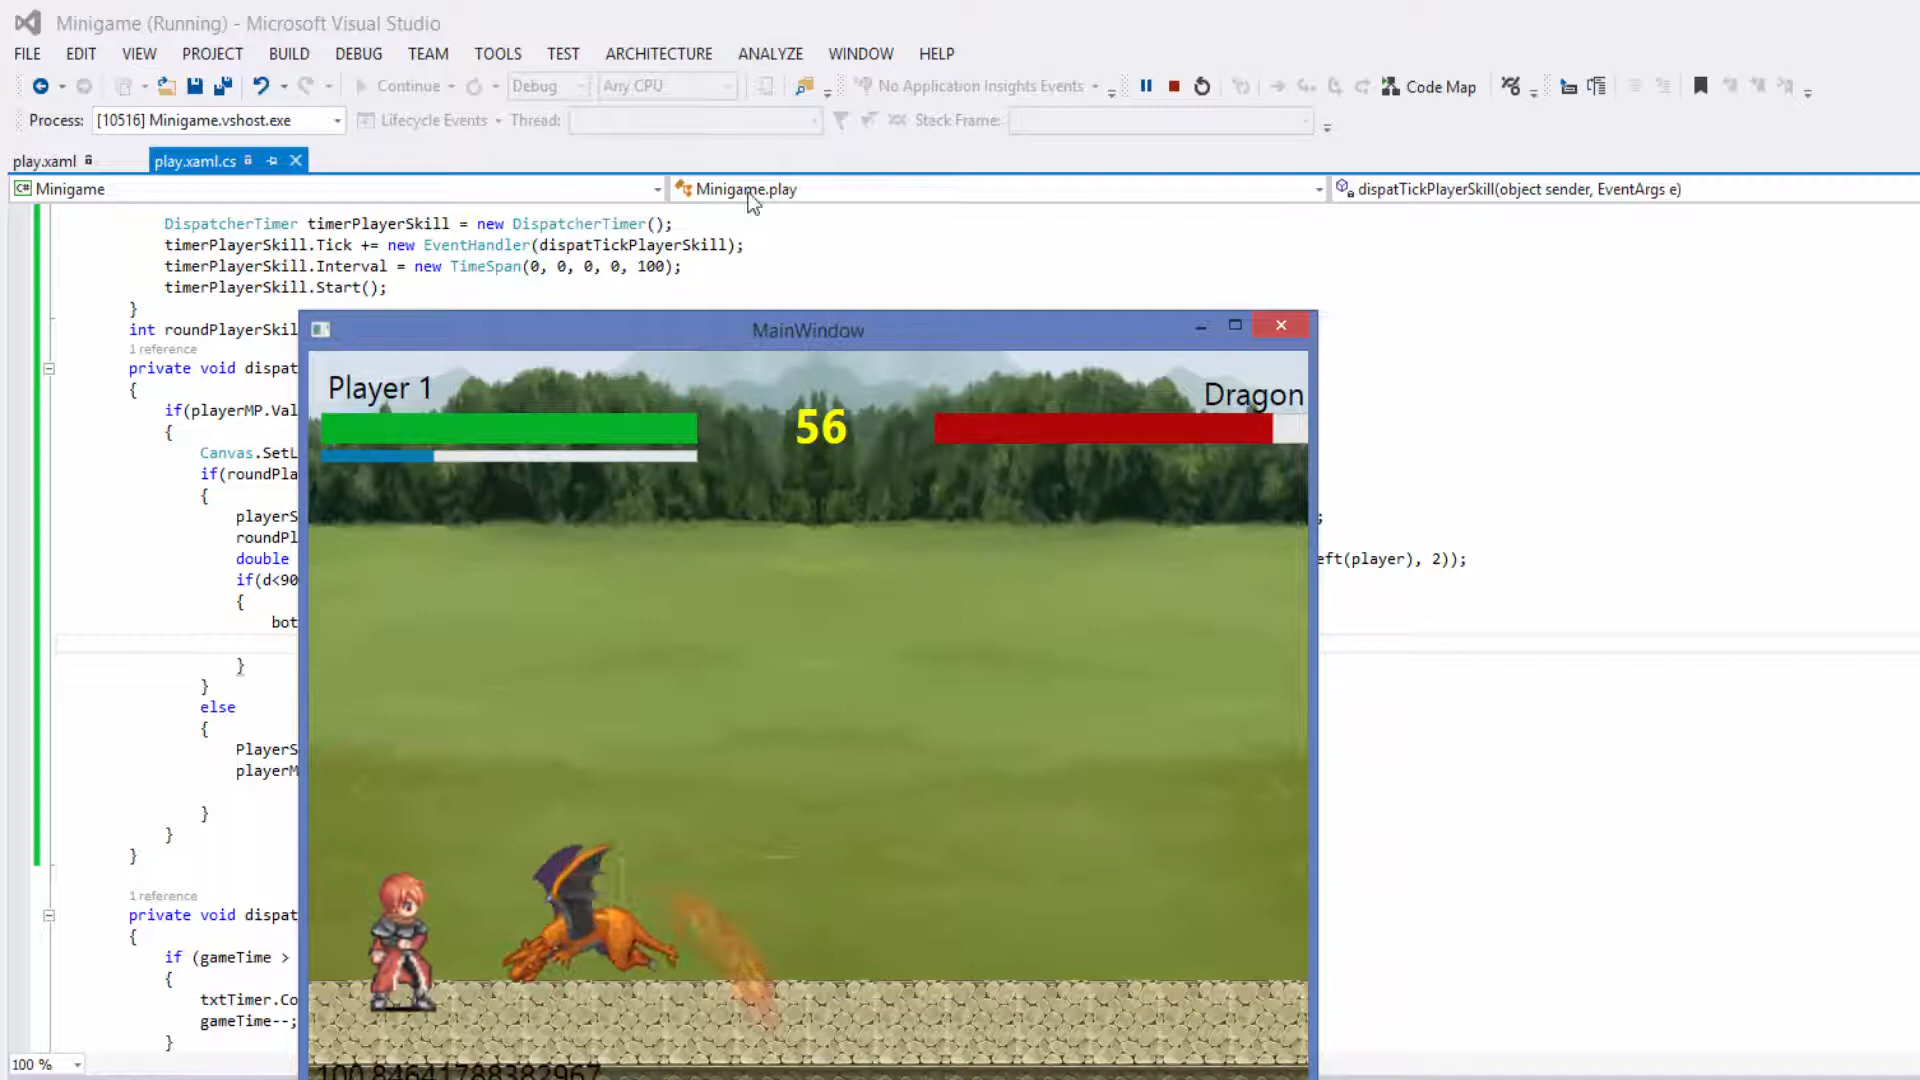 Minigame (Running) - Microsoft Visual Studio
FILE EDIT VIEW PROJECT BUILD DEBUG TEAM TOOLS TEST ARCHITECTURE ANALYZE WINDOW HELP
Continue Debug Any CPU No Application Insights Events Code Map
Process: [10516] Minigame.vshost.exe Lifecycle Events Thread: Stack Frame:
play.xaml play.xaml.cs
C# Minigame Minigame.play dispatTickPlayerSkill(object sender, EventArgs e)
DispatcherTimer timerPlayerSkill = new DispatcherTimer();
timerPlayerSkill.Tick += new EventHandler(dispatTickPlayerSkill);
timerPlayerSkill.Interval = new TimeSpan(0, 0, 0, 0, 100);
timerPlayerSkill.Start();
}
int roundPlayerSkil
MainWindow
1 reference
private void dispat
{
Player 1
Dragon
if(playerMP.Val
56
{
Canvas.SetL
if(roundPla
{
playerS
;
roundPl
double
eft(player), 2));
if(d<90
{
bot
}
}
else
{
PlayerS
playerM
}
}
}
1 reference
private void dispat
{
if (gameTime >
{
txtTimer.Co
gameTime--;
}
100 %
100.84641788382967